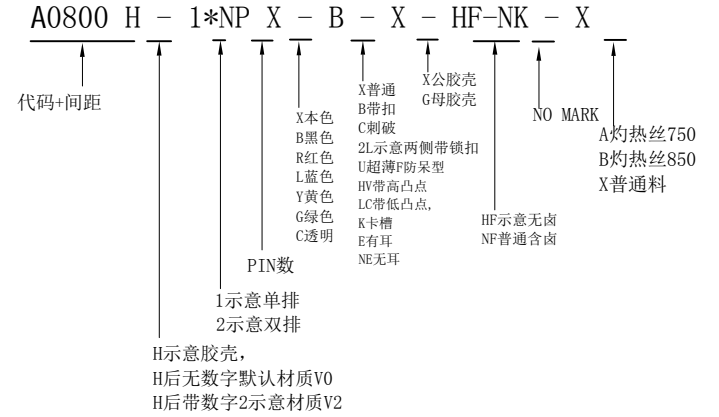 A0800 H - 1*NP X - B - X - HF-NK - X
代码+间距
X本色
B黑色
R红色
L蓝色
Y黄色
G绿色
C透明
X普通
B带扣
C刺破
2L示意两侧带锁扣
U超薄F防呆型
HV带高凸点
LC带低凸点,
K卡槽
E有耳
NE无耳
X公胶壳
G母胶壳
NO MARK
A灼热丝750
B灼热丝850
X普通料
HF示意无卤
NF普通含卤
PIN数
1示意单排
2示意双排
H示意胶壳,
H后无数字默认材质V0
H后带数字2示意材质V2